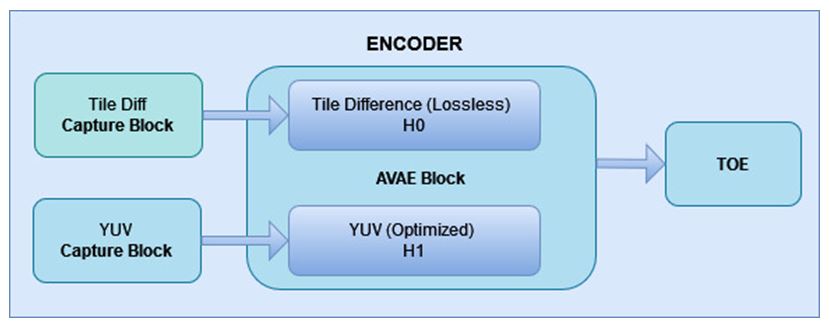 ENCODER
Tile Diff
Capture Block
Tile Difference (Lossless)
H0
AVAE Block
TOE
YUV
Capture Block
YUV (Optimized)
H1